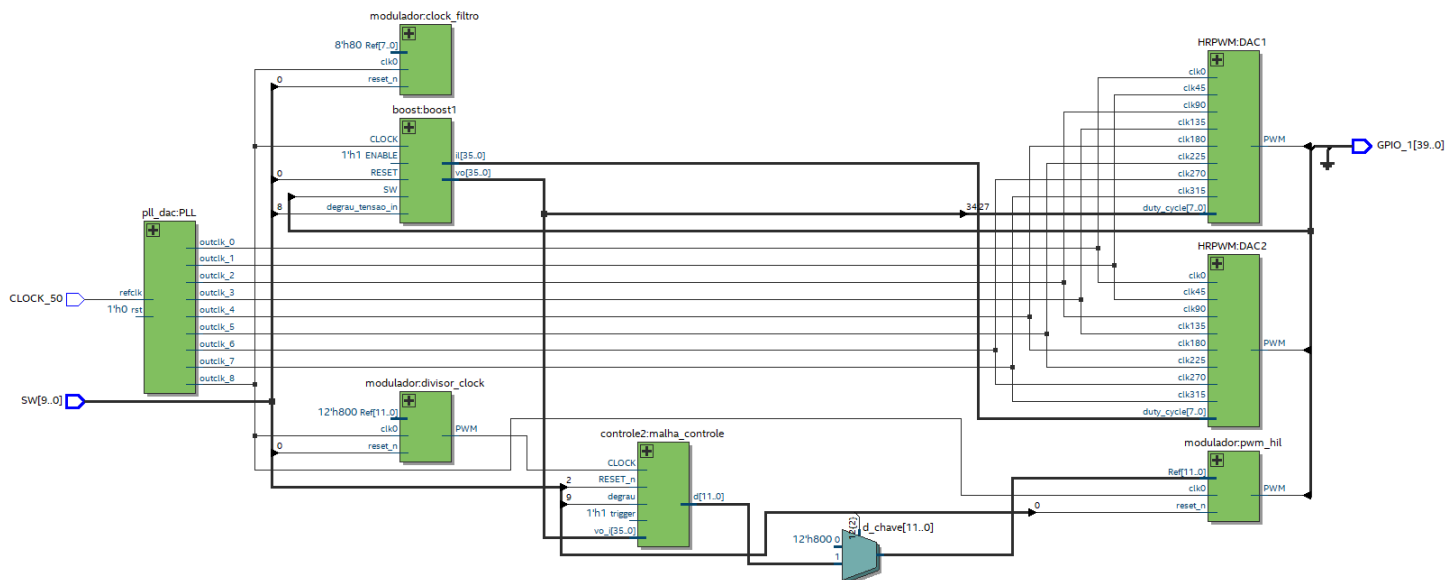 modulador:clock_filtro
8'h80 Ref[7..0]
clk0
0
reset_n
boost:boost1
CLOCK
1'h1 ENABLE
0
RESET
SW
8
degrau_tensao_in
il[35..0]
vo[35..0]
pll_dac:PLL
refclk
1'h0 rst
outclk_0
outclk_1
outclk_2
outclk_3
outclk_4
outclk_5
outclk_6
outclk_7
outclk_8
CLOCK_50
SW[9..0]
modulador:divisor_clock
12'h800 Ref[11..0]
clk0
0
reset_n
PWM
controle2:malha_controle
CLOCK
2
RESET_n
9
degrau
1'h1 trigger
vo_i[35..0]
d[11..0]
d_chave[11..0]
12'h800 0
1
HRPWM:DAC1
clk0
clk45
clk90
clk135
clk180
clk225
clk270
clk315
34:27
duty_cycle[7..0]
PWM
GPIO_1[39..0]
HRPWM:DAC2
clk0
clk45
clk90
clk135
clk180
clk225
clk270
clk315
duty_cycle[7..0]
PWM
modulador:pwm_hil
Ref[11..0]
clk0
0
reset_n
PWM